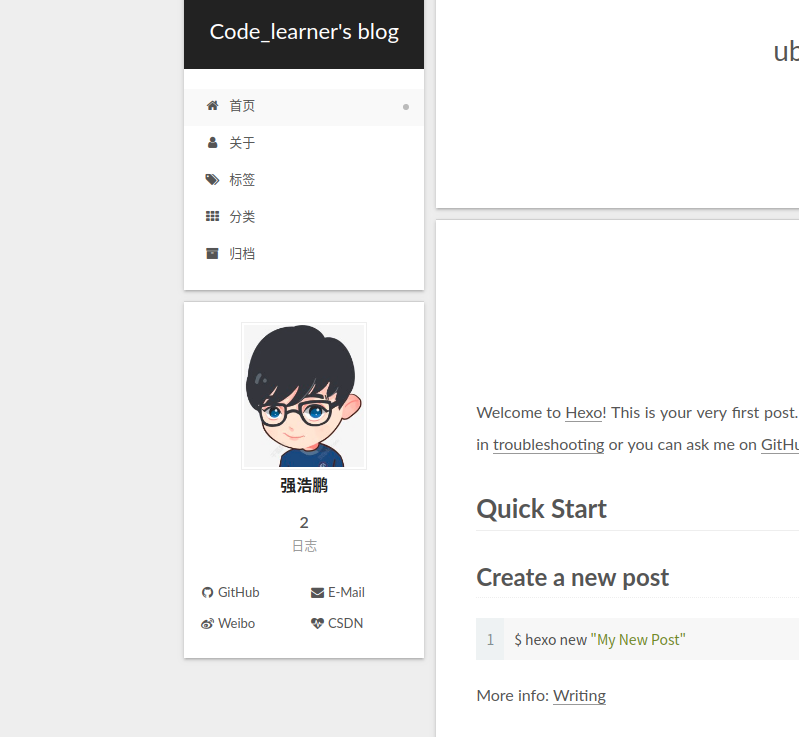 Code_learner's blog
首页
关于
标签
分类
归档
强浩鹏
2
日志
GitHub
E-Mail
Weibo
CSDN
ub
Welcome to Hexo! This is your very first post.
in troubleshooting or you can ask me on GitHu
Quick Start
Create a new post
1 $ hexo new "My New Post"
More info: Writing